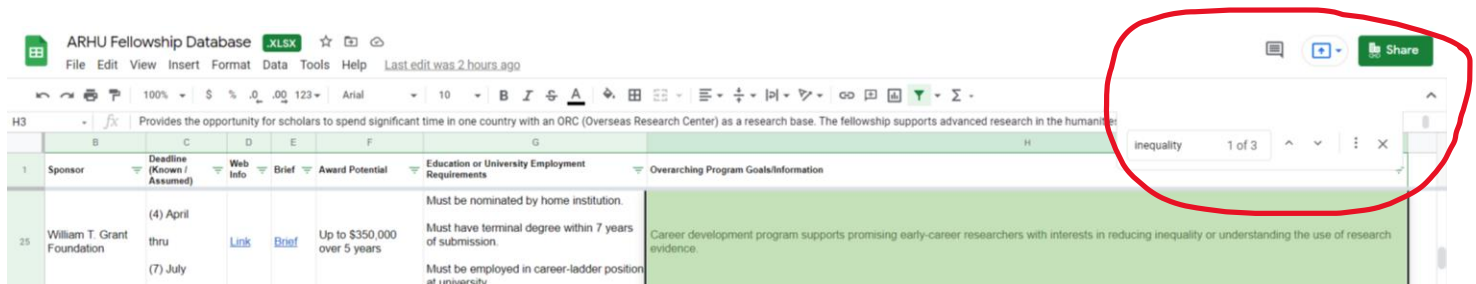 ARHU Fellowship Database .XLSX
Share
File Edit View Insert Format Data Tools Help Last edit was 2 hours ago
100% $ % .0 .00 123 Arial 10 B I S A
H3 fx Provides the opportunity for scholars to spend significant time in one country with an ORC (Overseas Research Center) as a research base. The fellowship supports advanced research in the humanities
inequality 1 of 3
B C D E F G H
1 Sponsor Deadline (Known / Assumed) Web Info Brief Award Potential Education or University Employment Requirements Overarching Program Goals/Information
25
William T. Grant
Foundation
(4) April
thru
(7) July
Link
Brief
Up to $350,000
over 5 years
Must be nominated by home institution.
Must have terminal degree within 7 years
of submission.
Must be employed in career-ladder position
at university.
Career development program supports promising early-career researchers with interests in reducing inequality or understanding the use of research
evidence.